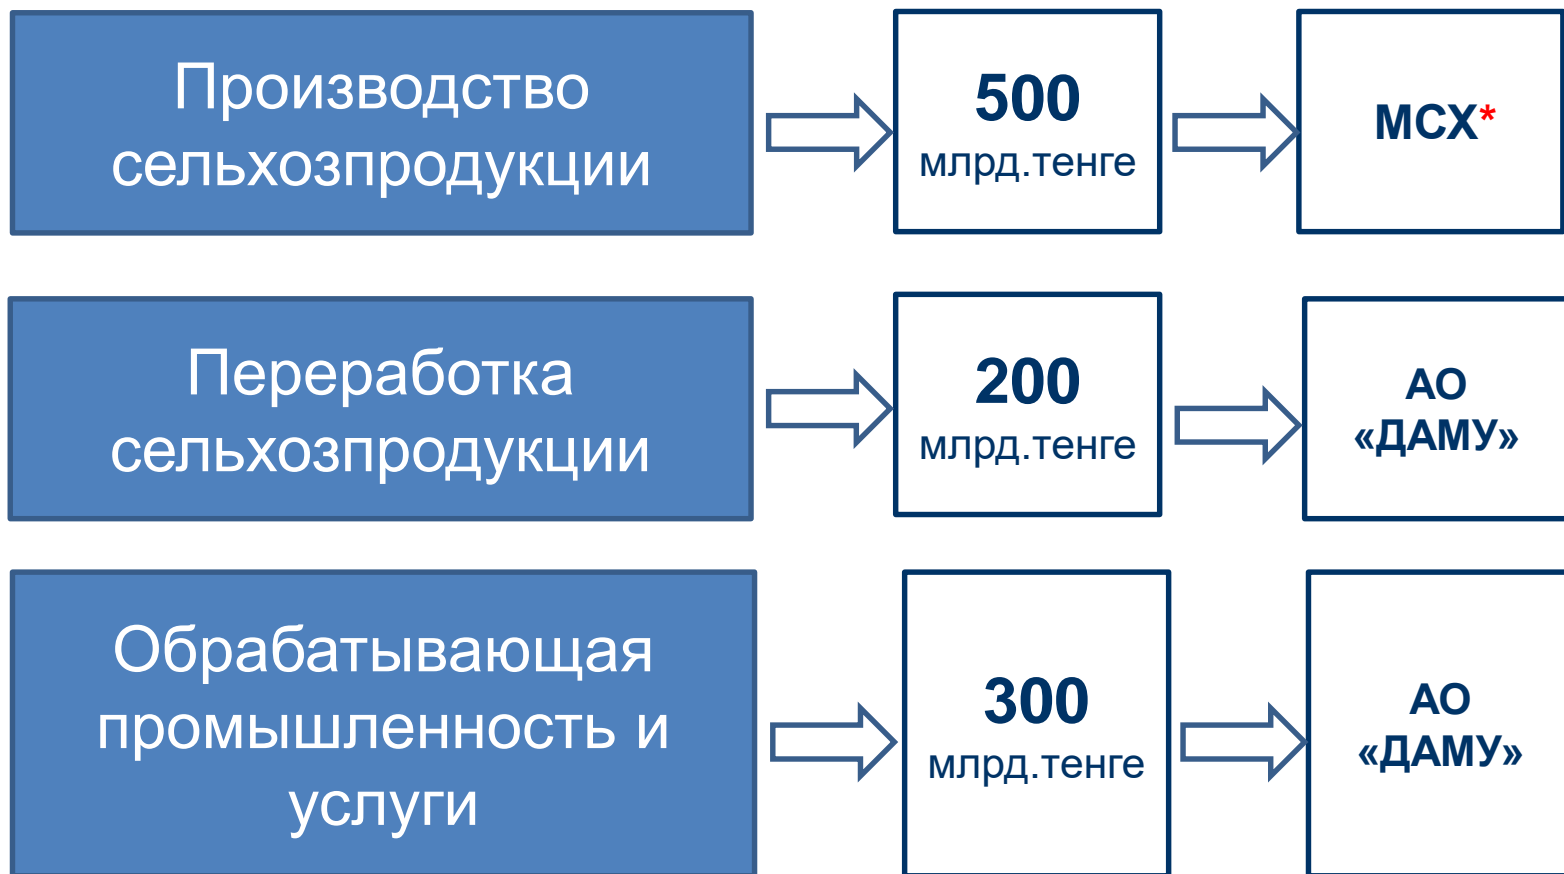 Производство
сельхозпродукции
500
млрд.тенге
МСХ*
Переработка
сельхозпродукции
200
млрд.тенге
АО
«ДАМУ»
Обрабатывающая
промышленность и
услуги
300
млрд.тенге
АО
«ДАМУ»